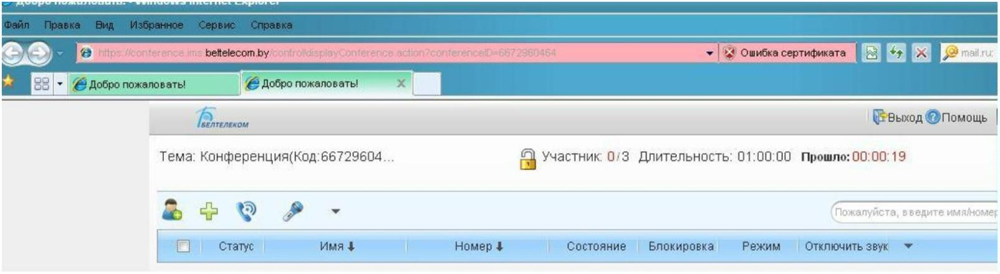 Добро пожаловать! - Windows Internet Explorer
Файл Правка Вид Избранное Сервис Справка
https://conference.ims.beltelecom.by/control/displayConference.action?conferenceID=6672960464 Ошибка сертификата mail.ru:
Добро пожаловать! Добро пожаловать!
БЕЛТЕЛЕКОМ Выход Помощь
Тема: Конференция(Код:66729604... Участник: 0/3 Длительность: 01:00:00 Прошло: 00:00:19
Пожалуйста, введите имя/номер
Статус Имя Номер Состояние Блокировка Режим Отключить звук